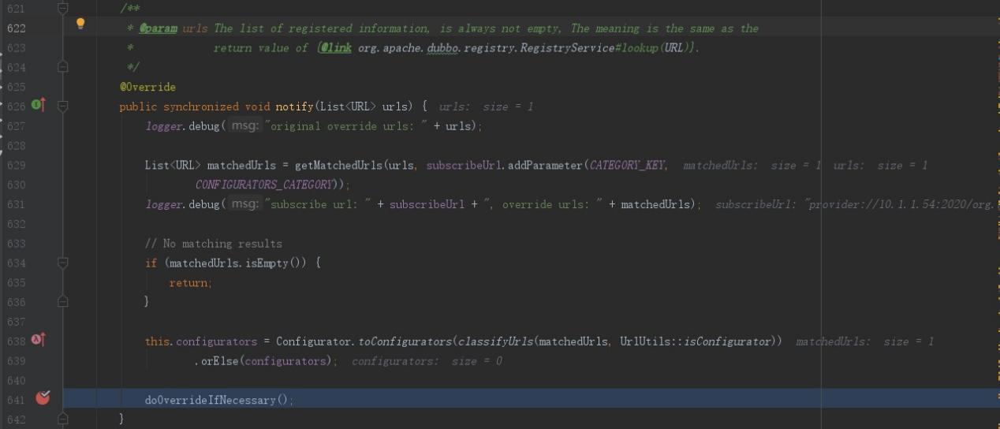 621 /**
622 * @param urls The list of registered information, is always not empty, The meaning is the same as the
623 * return value of {@link org.apache.dubbo.registry.RegistryService#lookup(URL)}.
624 */
625 @Override
626 public synchronized void notify(List<URL> urls) { urls: size = 1
627 logger.debug( msg: "original override urls: " + urls);
628
629 List<URL> matchedUrls = getMatchedUrls(urls, subscribeUrl.addParameter(CATEGORY_KEY, matchedUrls: size = 1 urls: size = 1
630 CONFIGURATORS_CATEGORY));
631 logger.debug( msg: "subscribe url: " + subscribeUrl + ", override urls: " + matchedUrls); subscribeUrl: "provider://10.1.1.54:2020/org.
632
633 // No matching results
634 if (matchedUrls.isEmpty()) {
635 return;
636 }
637
638 this.configurators = Configurator.toConfigurators(classifyUrls(matchedUrls, UrlUtils::isConfigurator)) matchedUrls: size = 1
639 .orElse(configurators); configurators: size = 0
640
641 doOverrideIfNecessary();
642 }